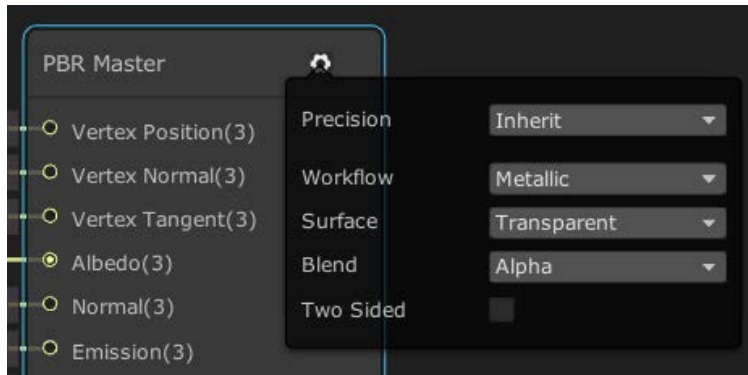 PBR Master
Vertex Position(3)
Vertex Normal(3)
Vertex Tangent(3)
Albedo(3)
Normal(3)
Emission(3)
Precision Inherit
Workflow Metallic
Surface Transparent
Blend Alpha
Two Sided